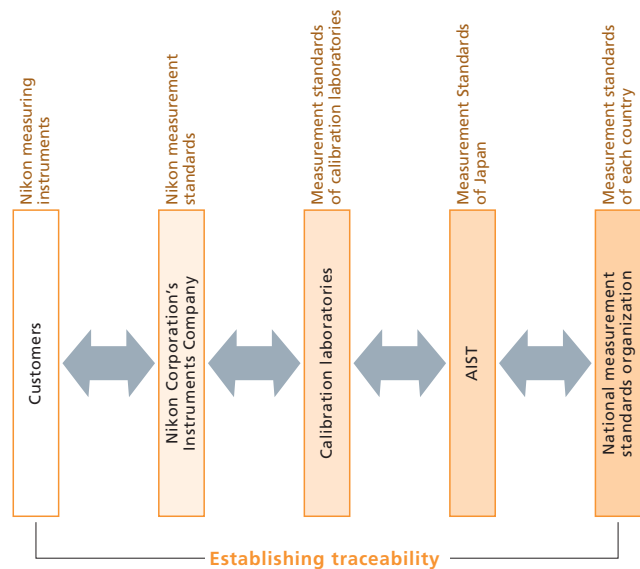 Nikon measuring
instruments
Nikon measurement
standards
Measurement standards
of calibration laboratories
Measurement Standards
of Japan
Measurement standards
of each country
Customers
Nikon Corporation's
Instruments Company
Calibration laboratories
AIST
National measurement
standards organization
Establishing traceability